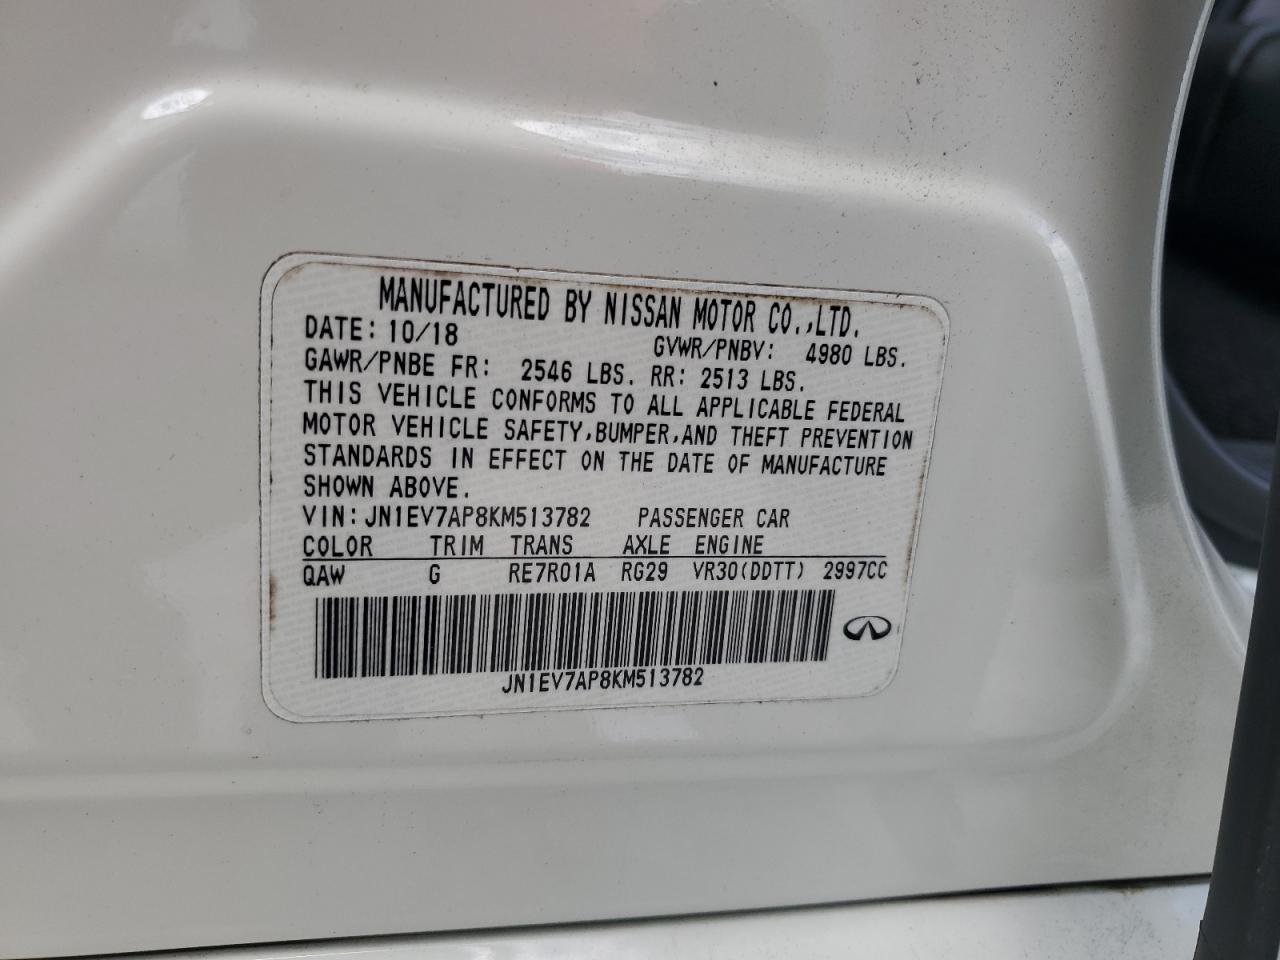 MANUFACTURED BY NISSAN MOTOR CO.,LTD.
DATE: 10/18 GVWR/PNBV: 4980 LBS.
GAWR/PNBE FR: 2546 LBS. RR: 2513 LBS.
THIS VEHICLE CONFORMS TO ALL APPLICABLE FEDERAL
MOTOR VEHICLE SAFETY,BUMPER,AND THEFT PREVENTION
STANDARDS IN EFFECT ON THE DATE OF MANUFACTURE
SHOWN ABOVE.
VIN: JN1EV7AP8KM513782 PASSENGER CAR
COLOR TRIM TRANS AXLE ENGINE
QAW G RE7R01A RG29 VR30(DDTT) 2997CC
JN1EV7AP8KM513782